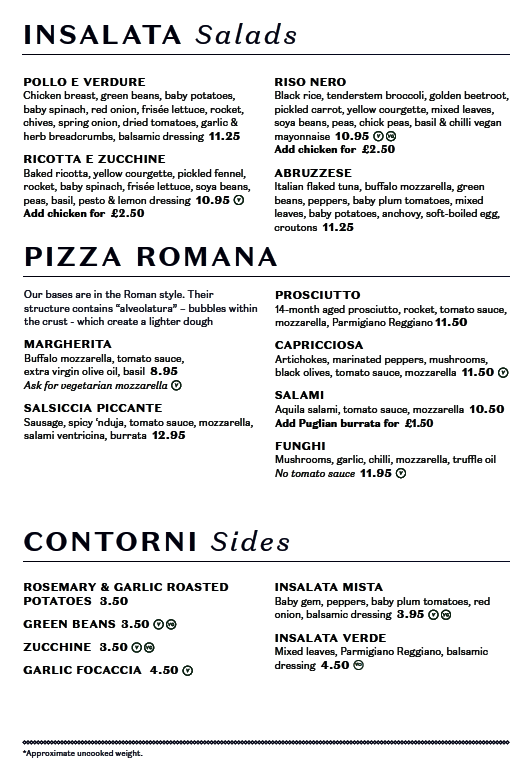 INSALATA Salads
POLLO E VERDURE
Chicken breast, green beans, baby potatoes,
baby spinach, red onion, frisée lettuce, rocket,
chives, spring onion, dried tomatoes, garlic &
herb breadcrumbs, balsamic dressing 11.25
RICOTTA E ZUCCHINE
Baked ricotta, yellow courgette, pickled fennel,
rocket, baby spinach, frisée lettuce, soya beans,
peas, basil, pesto & lemon dressing 10.95 V
Add chicken for £2.50
RISO NERO
Black rice, tenderstem broccoli, golden beetroot,
pickled carrot, yellow courgette, mixed leaves,
soya beans, peas, chick peas, basil & chilli vegan
mayonnaise 10.95 V VG
Add chicken for £2.50
ABRUZZESE
Italian flaked tuna, buffalo mozzarella, green
beans, peppers, baby plum tomatoes, mixed
leaves, baby potatoes, anchovy, soft-boiled egg,
croutons 11.25
PIZZA ROMANA
Our bases are in the Roman style. Their
structure contains "alveolatura" – bubbles within
the crust - which create a lighter dough
MARGHERITA
Buffalo mozzarella, tomato sauce,
extra virgin olive oil, basil 8.95
Ask for vegetarian mozzarella V
SALSICCIA PICCANTE
Sausage, spicy 'nduja, tomato sauce, mozzarella,
salami ventricina, burrata 12.95
PROSCIUTTO
14-month aged prosciutto, rocket, tomato sauce,
mozzarella, Parmigiano Reggiano 11.50
CAPRICCIOSA
Artichokes, marinated peppers, mushrooms,
black olives, tomato sauce, mozzarella 11.50 V
SALAMI
Aquila salami, tomato sauce, mozzarella 10.50
Add Puglian burrata for £1.50
FUNGHI
Mushrooms, garlic, chilli, mozzarella, truffle oil
No tomato sauce 11.95 V
CONTORNI Sides
ROSEMARY & GARLIC ROASTED
POTATOES 3.50
GREEN BEANS 3.50 V VG
ZUCCHINE 3.50 V VG
GARLIC FOCACCIA 4.50 V
INSALATA MISTA
Baby gem, peppers, baby plum tomatoes, red
onion, balsamic dressing 3.95 V VG
INSALATA VERDE
Mixed leaves, Parmigiano Reggiano, balsamic
dressing 4.50
*Approximate uncooked weight.